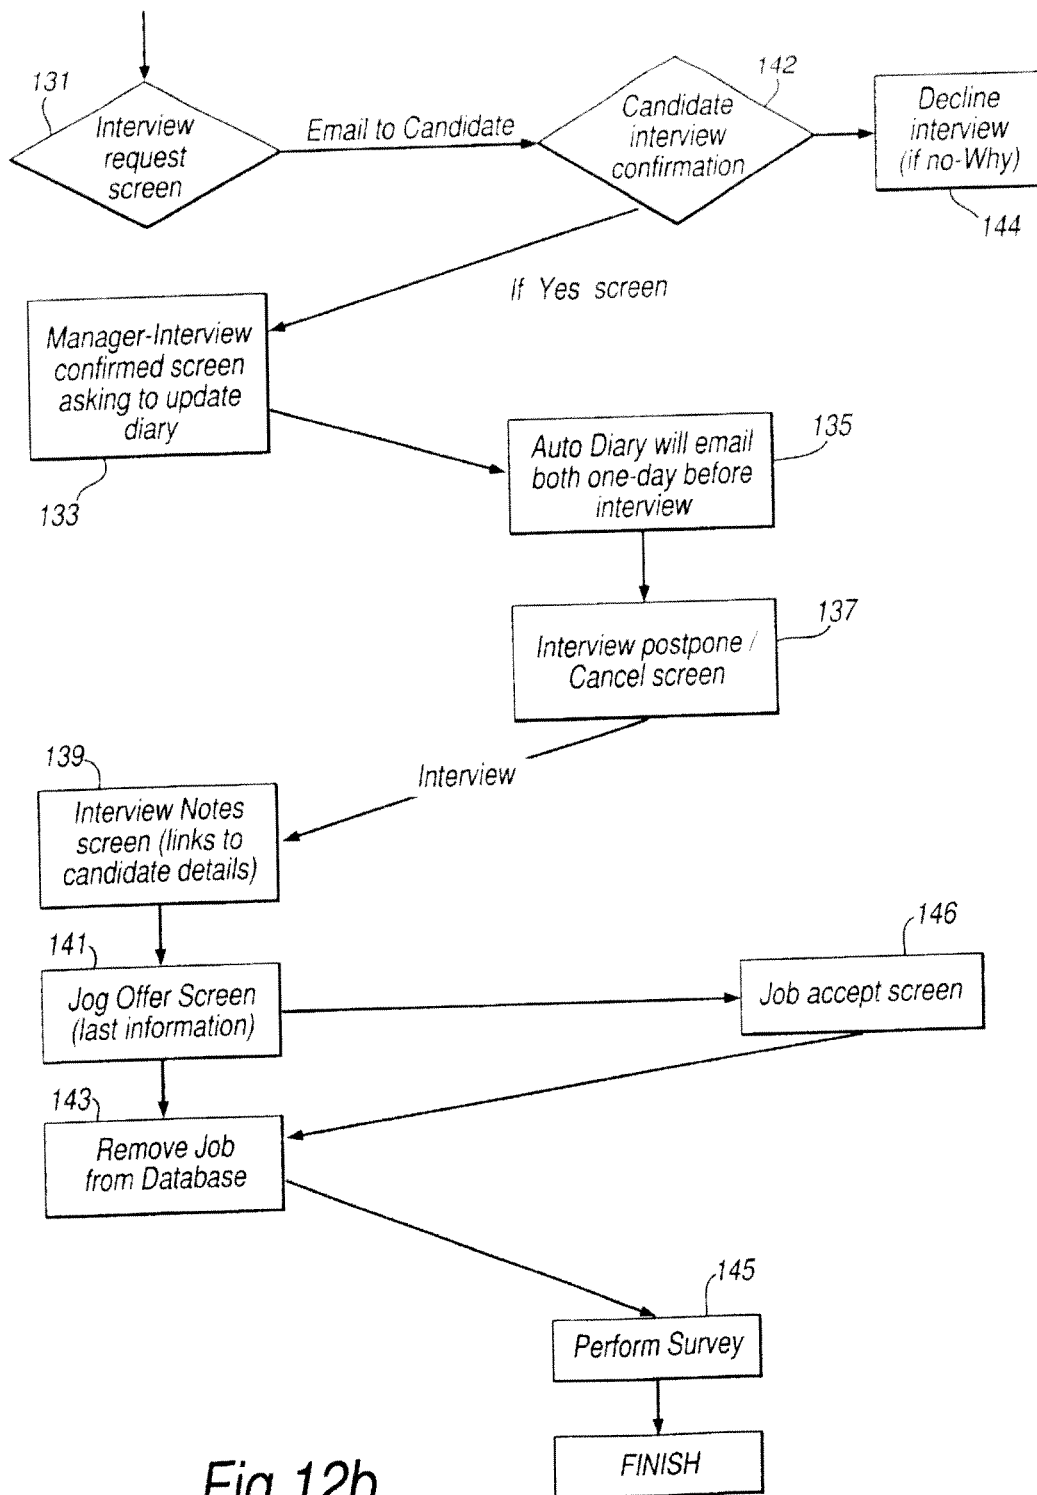 131
Interview
request
screen
Email to Candidate
142
Candidate
interview
confirmation
Decline
interview
(if no-Why)
144
If Yes screen
Manager-Interview
confirmed screen
asking to update
diary
133
Auto Diary will email
both one-day before
interview
135
Interview postpone /
Cancel screen
137
Interview
139
Interview Notes
screen (links to
candidate details)
141
Jog Offer Screen
(last information)
146
Job accept screen
143
Remove Job
from Database
145
Perform Survey
FINISH
Fig 12b